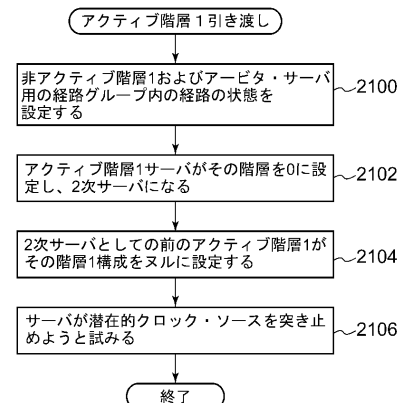 アクティブ階層1引き渡し
非アクティブ階層1およびアービタ・サーバ
用の経路グループ内の経路の状態を
設定する
2100
アクティブ階層1サーバがその階層を0に設
定し、2次サーバになる
2102
2次サーバとしての前のアクティブ階層1が
その階層1構成をヌルに設定する
2104
サーバが潜在的クロック・ソースを突き止
めようと試みる
2106
終了